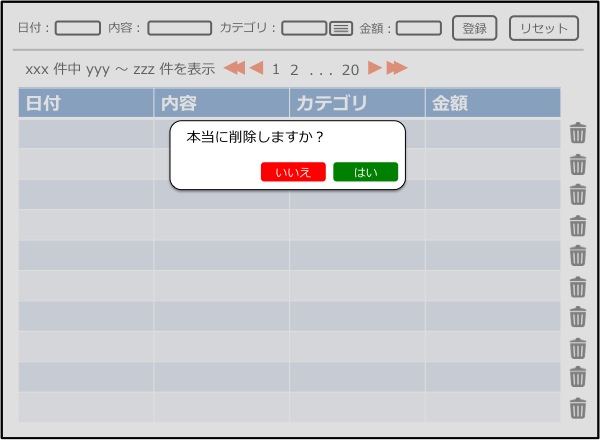 日付： 内容： カテゴリ： 金額： 登録 リセット
xxx 件中 yyy ～ zzz 件を表示 1 2 ... 20
日付 内容 カテゴリ 金額
本当に削除しますか？
いいえ はい